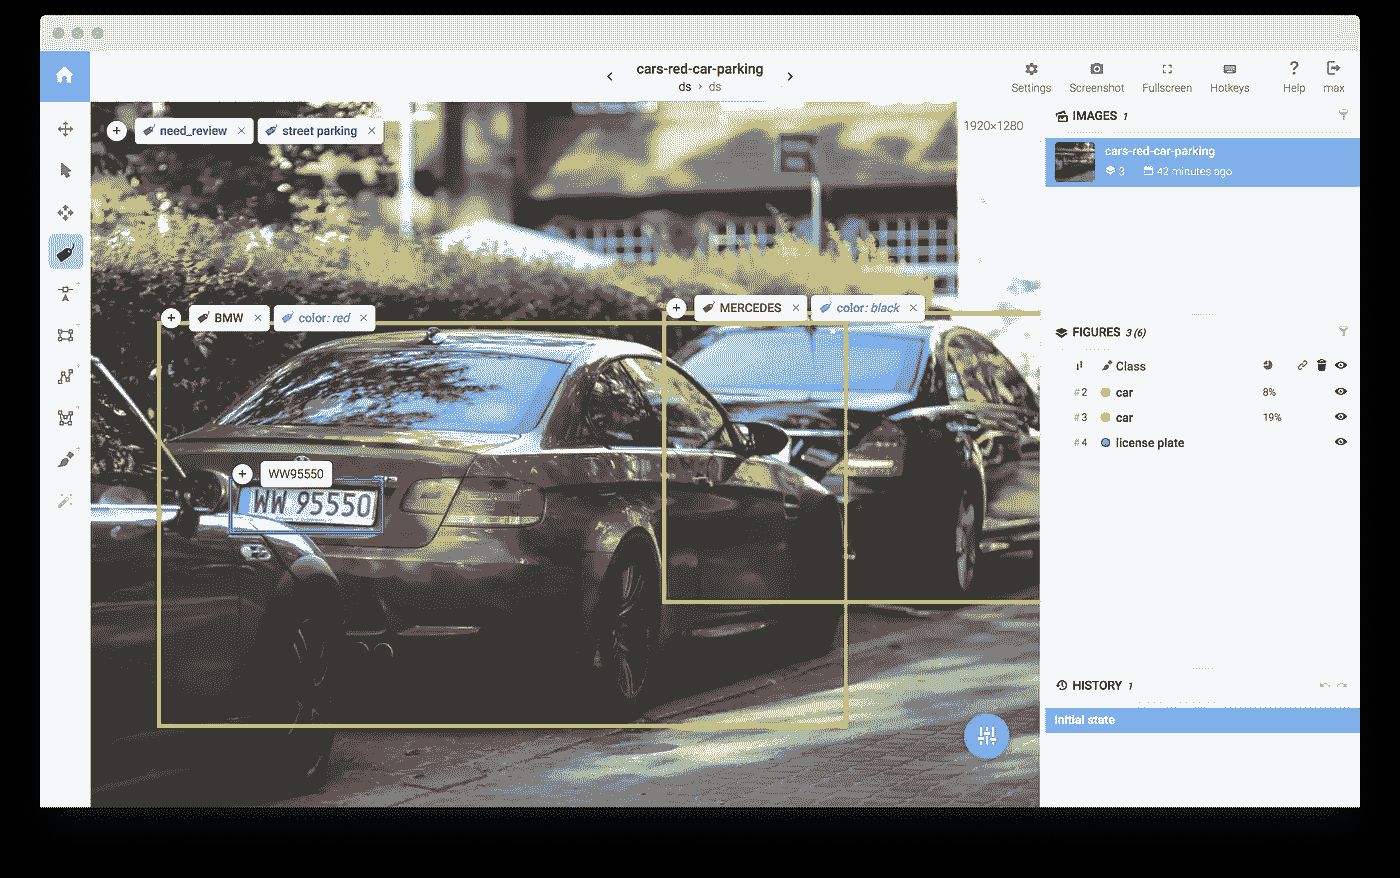 cars-red-car-parking
ds › ds
Settings
Screenshot
Fullscreen
Hotkeys
Help
max
need_review
street parking
1920×1280
BMW
color: red
MERCEDES
color: black
WW95550
WW 95550
IMAGES 1
cars-red-car-parking
3 42 minutes ago
FIGURES 3 (6)
Class
#2 car 8%
#3 car 19%
#4 license plate
HISTORY 1
Initial state